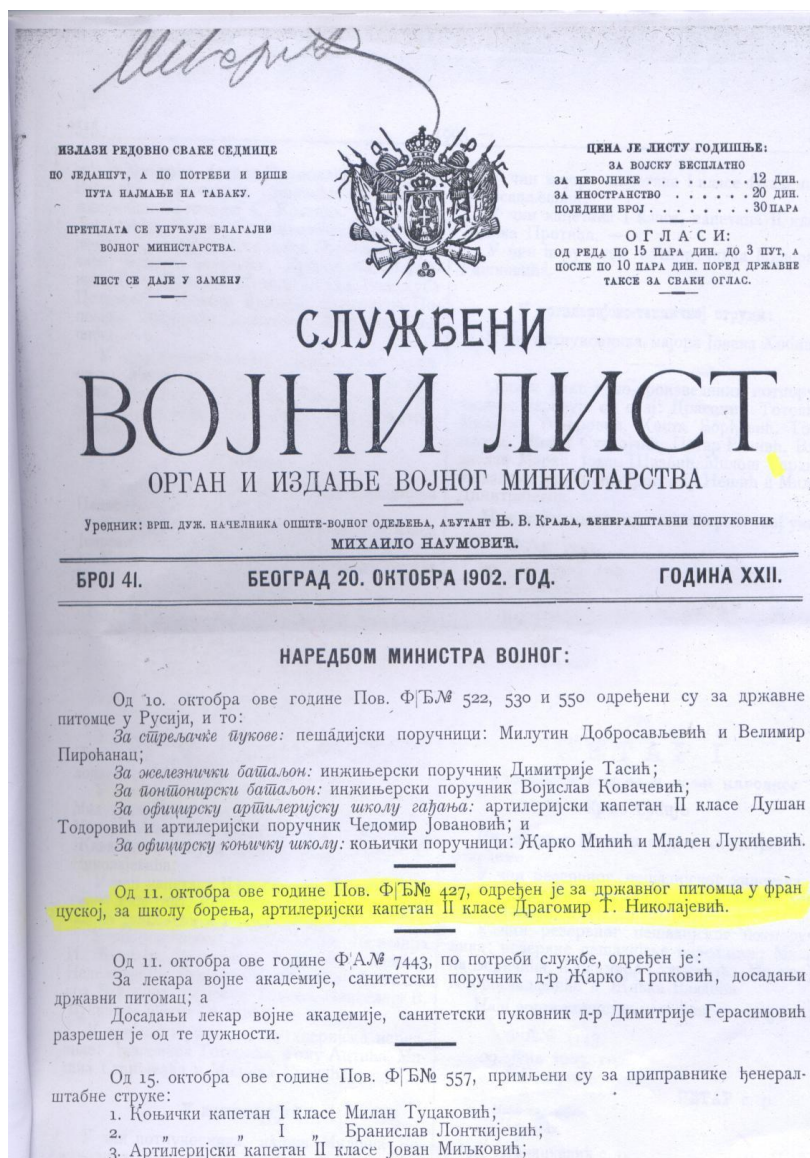 ИЗЛАЗИ РЕДОВНО СВАКЕ СЕДМИЦЕ
ПО ЈЕДАНПУТ, А ПО ПОТРЕБИ И ВИШЕ
ПУТА НАЈМАЊЕ НА ТАБАКУ.
ПРЕТПЛАТА СЕ УПУЋУЈЕ БЛАГАЈНИ
ВОЈНОГ МИНИСТАРСТВА.
ЛИСТ СЕ ДАЈЕ У ЗАМЕНУ
ЦЕНА ЈЕ ЛИСТУ ГОДИШЊЕ:
ЗА ВОЈСКУ БЕСПЛАТНО
ЗА НЕВОЈНИКЕ . . . . . . . . . 12 ДИН.
ЗА ИНОСТРАНСТВО . . . . . . 20 ДИН.
ПОЈЕДИНИ БРОЈ . . . . . . . . 30 ПАРА
ОГЛАСИ:
ОД РЕДА ПО 15 ПАРА ДИН. ДО 3 ПУТ, А
ПОСЛЕ ПО 10 ПАРА ДИН. ПОРЕД ДРЖАВНЕ
ТАКСЕ ЗА СВАКИ ОГЛАС.
СЛУЖБЕНИ
ВОЈНИ ЛИСТ
ОРГАН И ИЗДАЊЕ ВОЈНОГ МИНИСТАРСТВА
Уредник: ВРШ. ДУЖ. НАЧЕЛНИКА ОПШТЕ-ВОЈНОГ ОДЕЉЕЊА, АЂУТАНТ Њ. В. КРАЉА, ЂЕНЕРАЛШТАБНИ ПОТПУКОВНИК
МИХАИЛО НАУМОВИЋ.
БРОЈ 41. БЕОГРАД 20. ОКТОБРА 1902. ГОД. ГОДИНА XXII.
НАРЕДБОМ МИНИСТРА ВОЈНОГ:
Од 10. октобра ове године Пов. Ф|Ђ№ 522, 530 и 550 одређени су за државне
питомце у Русији, и то:
За стрељачке пукове: пешадијски поручници: Милутин Добросављевић и Велимир
Пироћанац;
За железнички батаљон: инжињерски поручник Димитрије Тасић;
За понтонирски батаљон: инжињерски поручник Војислав Ковачевић;
За официрску артилеријску школу гађања: артилеријски капетан II класе Душан
Тодоровић и артилеријски поручник Чедомир Јовановић; и
За официрску коњичку школу: коњички поручници: Жарко Мићић и Младен Лукићевић.
Од 11. октобра ове године Пов. Ф|Ђ№ 427, одређен је за државног питомца у фран
цуској, за школу борења, артилеријски капетан II класе Драгомир Т. Николајевић.
Од 11. октобра ове године Ф|А№ 7443, по потреби службе, одређен је:
За лекара војне академије, санитетски поручник д-р Жарко Трпковић, досадањи
државни питомац; а
Досадањи лекар војне академије, санитетски пуковник д-р Димитрије Герасимовић
разрешен је од те дужности.
Од 15. октобра ове године Пов. Ф|Ђ№ 557, примљени су за приправнике ђенерал-
штабне струке:
1. Коњички капетан I класе Милан Туцаковић;
2. „ „ I „ Бранислав Лонткијевић;
3. Артилеријски капетан II класе Јован Миљковић;